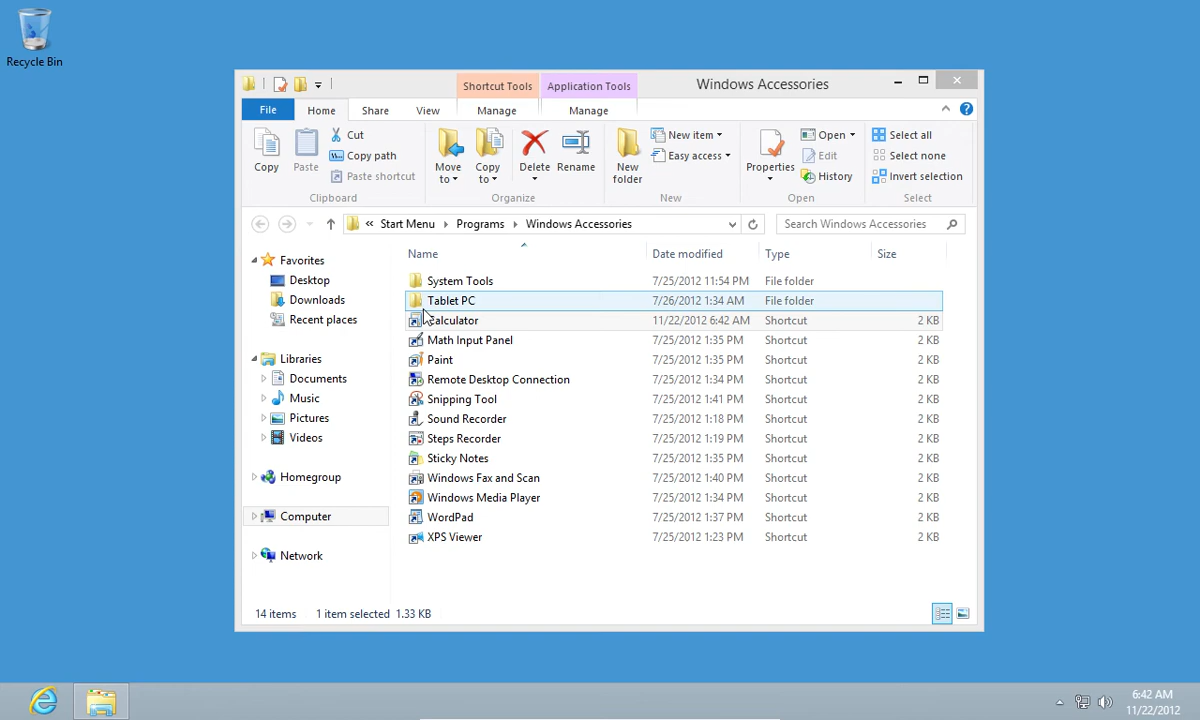 Recycle Bin
Shortcut Tools
Application Tools
Windows Accessories
File
Home
Share
View
Manage
Manage
Copy
Paste
Cut
Copy path
Paste shortcut
Clipboard
Move to
Copy to
Delete
Rename
Organize
New folder
New item
Easy access
New
Properties
Open
Edit
History
Open
Select all
Select none
Invert selection
Select
« Start Menu Programs Windows Accessories
Search Windows Accessories
Favorites
Desktop
Downloads
Recent places
Libraries
Documents
Music
Pictures
Videos
Homegroup
Computer
Network
Name Date modified Type Size
System Tools 7/25/2012 11:54 PM File folder
Tablet PC 7/26/2012 1:34 AM File folder
Calculator 11/22/2012 6:42 AM Shortcut 2 KB
Math Input Panel 7/25/2012 1:35 PM Shortcut 2 KB
Paint 7/25/2012 1:35 PM Shortcut 2 KB
Remote Desktop Connection 7/25/2012 1:34 PM Shortcut 2 KB
Snipping Tool 7/25/2012 1:41 PM Shortcut 2 KB
Sound Recorder 7/25/2012 1:18 PM Shortcut 2 KB
Steps Recorder 7/25/2012 1:19 PM Shortcut 2 KB
Sticky Notes 7/25/2012 1:35 PM Shortcut 2 KB
Windows Fax and Scan 7/25/2012 1:40 PM Shortcut 2 KB
Windows Media Player 7/25/2012 1:34 PM Shortcut 2 KB
WordPad 7/25/2012 1:37 PM Shortcut 2 KB
XPS Viewer 7/25/2012 1:23 PM Shortcut 2 KB
14 items 1 item selected 1.33 KB
6:42 AM
11/22/2012